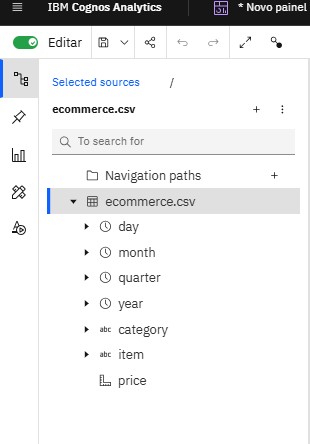 IBM Cognos Analytics
* Novo painel
Editar
Selected sources /
ecommerce.csv
To search for
Navigation paths
ecommerce.csv
day
month
quarter
year
abc category
abc item
price